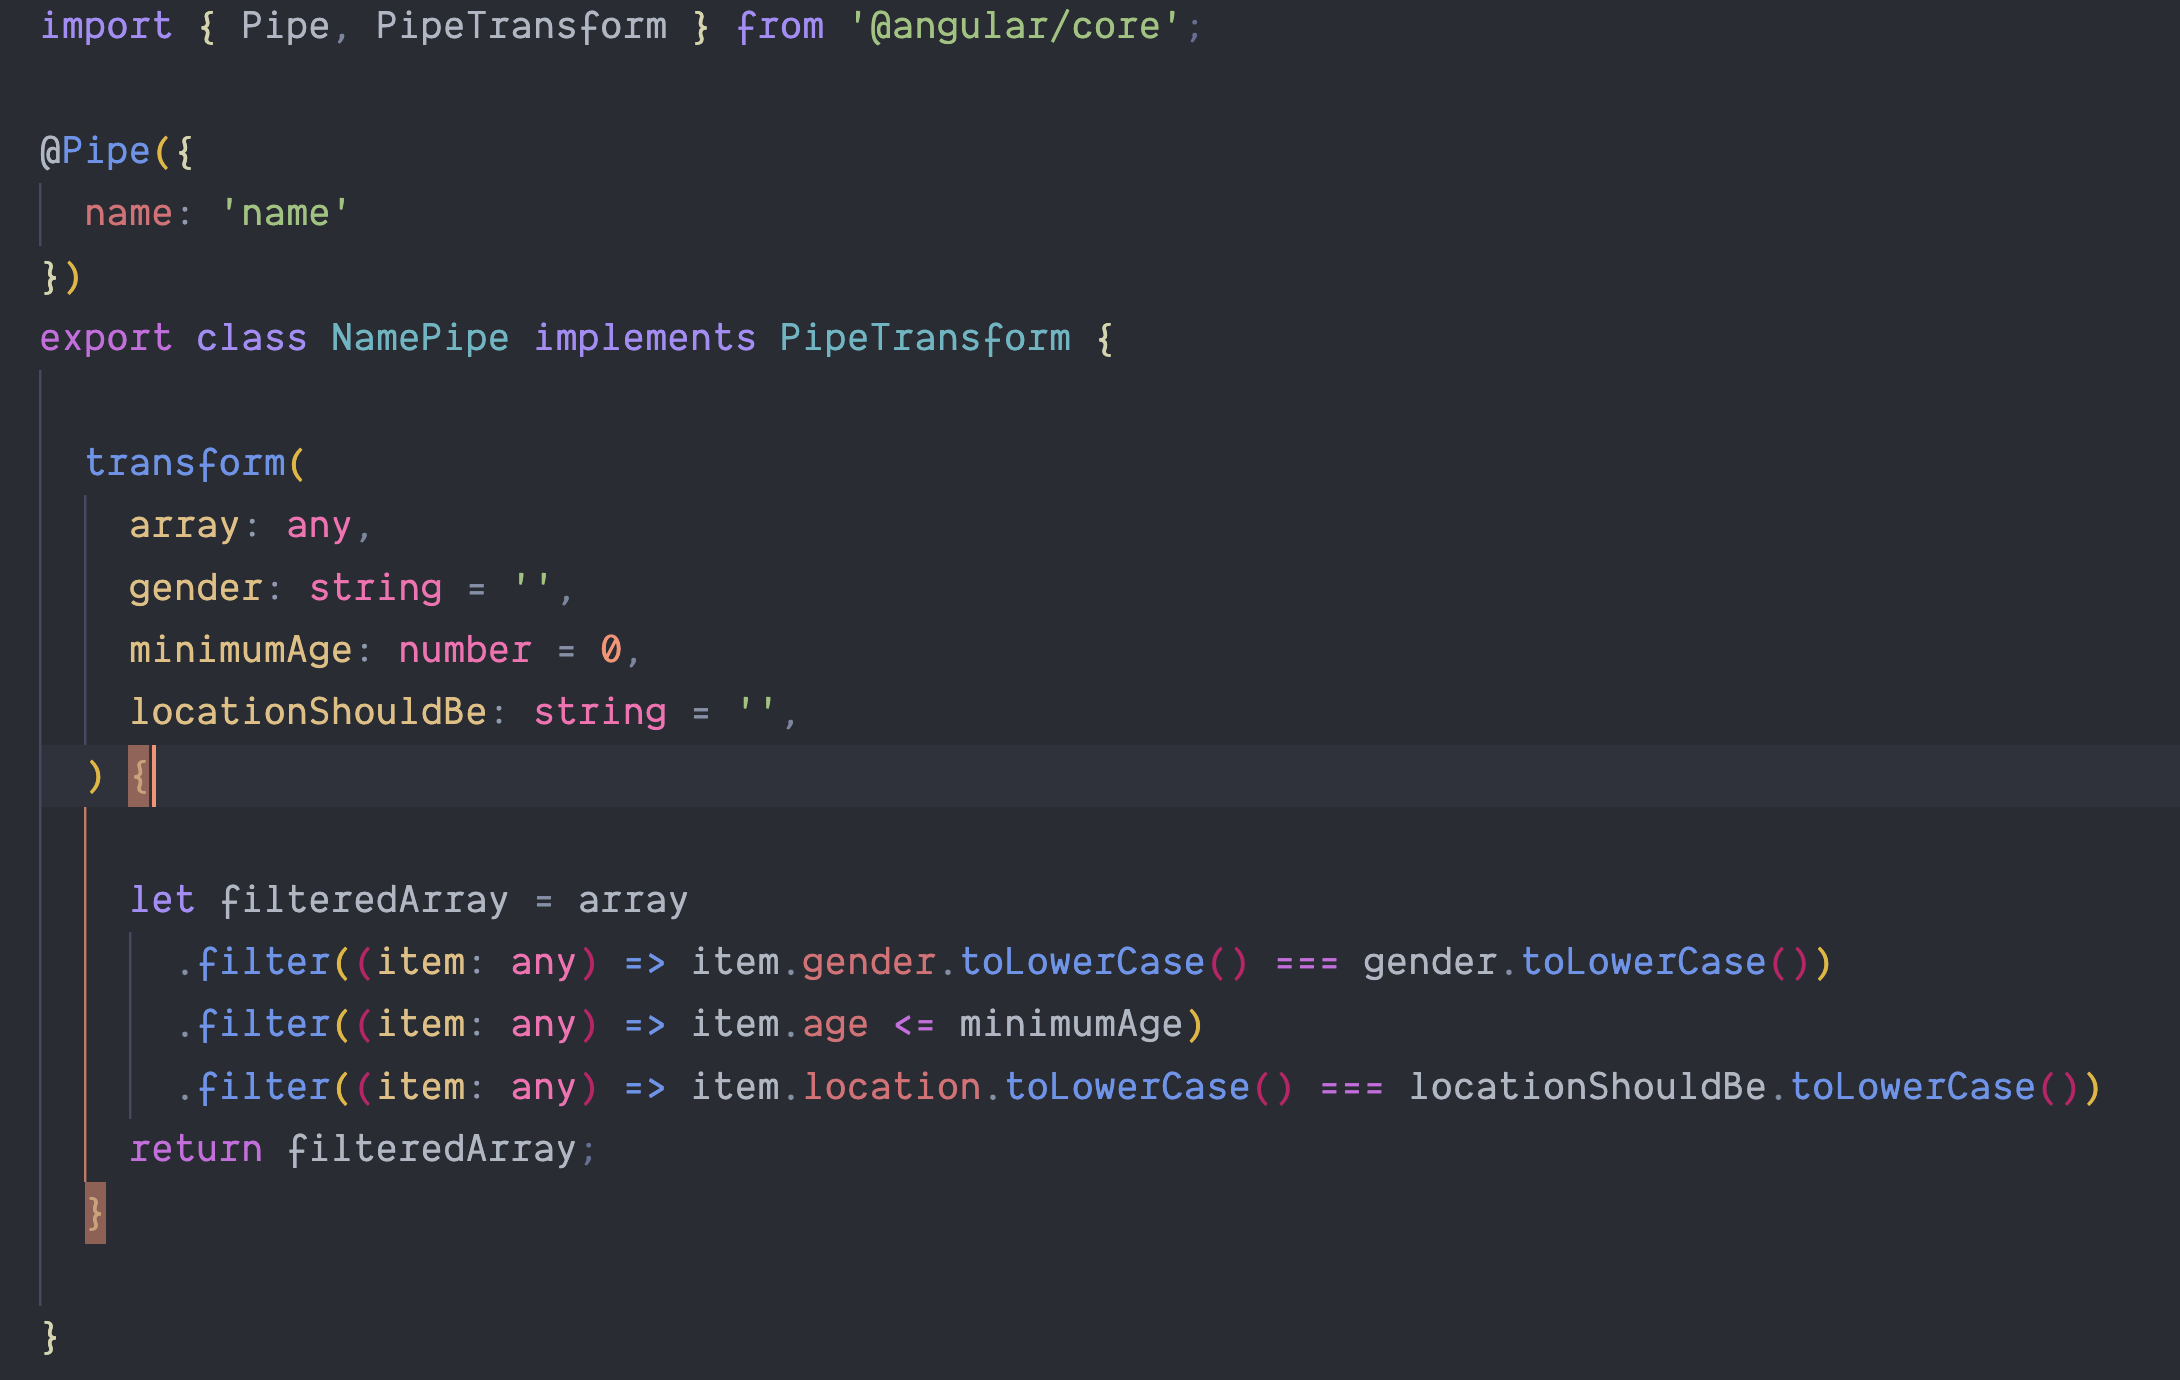 import { Pipe, PipeTransform } from '@angular/core';
@Pipe({
name: 'name'
})
export class NamePipe implements PipeTransform {
transform(
array: any,
gender: string = '',
minimumAge: number = 0,
locationShouldBe: string = '',
) {
let filteredArray = array
.filter((item: any) => item.gender.toLowerCase() === gender.toLowerCase())
.filter((item: any) => item.age <= minimumAge)
.filter((item: any) => item.location.toLowerCase() === locationShouldBe.toLowerCase())
return filteredArray;
}
}